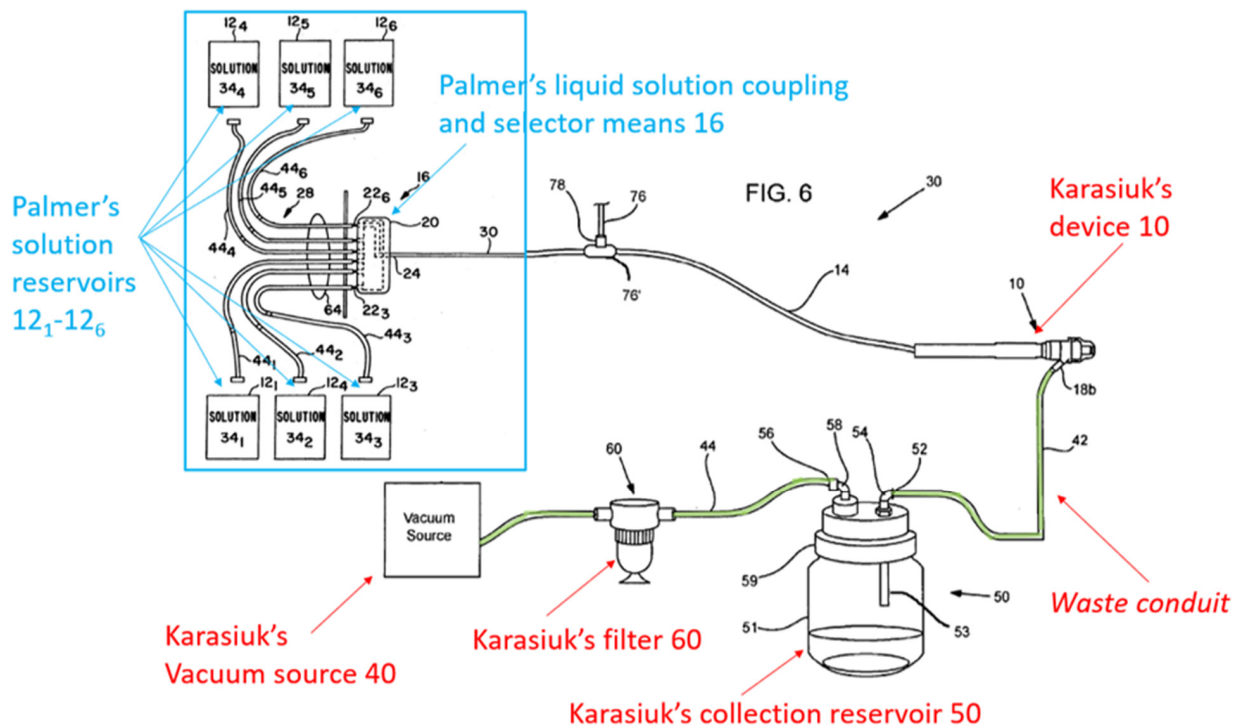 12₄
12₅
12₆
SOLUTION
34₄
SOLUTION
34₅
SOLUTION
34₆
Palmer's liquid solution coupling
and selector means 16
44₆
44₅
28
44₄
16
22₆
20
30
24
64
22₃
44₃
44₂
44₁
Palmer's
solution
reservoirs
12₁-12₆
12₁
12₄
12₃
SOLUTION
34₁
SOLUTION
34₂
SOLUTION
34₃
78
76
76'
FIG. 6
30
Karasiuk's
device 10
14
10
18b
42
Vacuum
Source
60
44
56
58
54
52
59
51
53
50
Waste conduit
Karasiuk's
Vacuum source 40
Karasiuk's filter 60
Karasiuk's collection reservoir 50